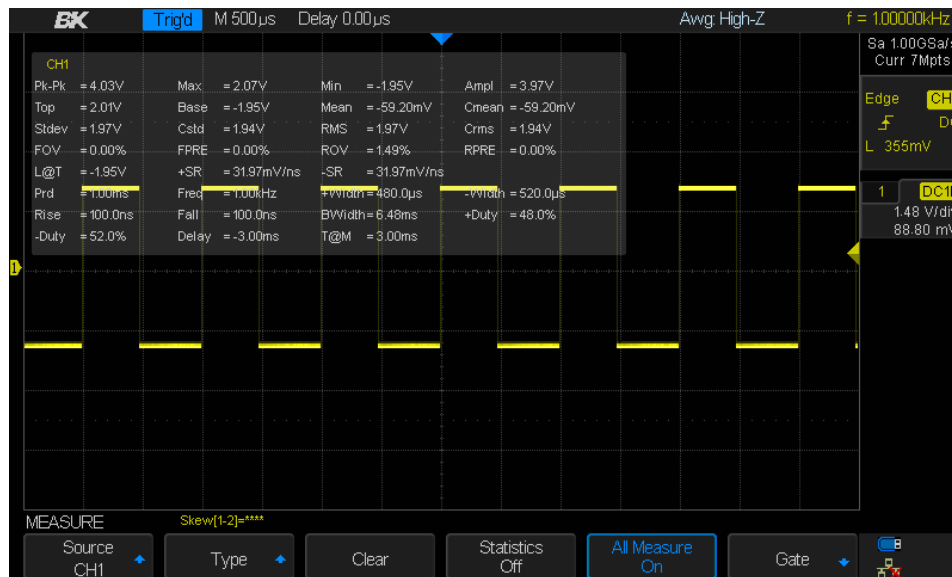 BK Trig'd M 500µs Delay 0.00µs Awg: High-Z f = 1.00000kHz
Sa 1.00GSa/s
Curr 7Mpts
CH1
Pk-Pk = 4.03V Max = 2.07V Min = -1.95V Ampl = 3.97V
Top = 2.01V Base = -1.95V Mean = -59.20mV Cmean = -59.20mV
Stdev = 1.97V Cstd = 1.94V RMS = 1.97V Crms = 1.94V
FOV = 0.00% FPRE = 0.00% ROV = 1.49% RPRE = 0.00%
L@T = -1.95V +SR = 31.97mV/ns -SR = 31.97mV/ns
Prd = 1.00ms Freq = 1.00kHz +Width = 480.0µs -Width = 520.0µs
Rise = 100.0ns Fall = 100.0ns BWidth = 6.48ms +Duty = 48.0%
-Duty = 52.0% Delay = -3.00ms T@M = 3.00ms
Edge CH
DC
L 355mV
1 DC1
1.48 V/di
88.80 mV
1
MEASURE Skew[1-2]=****
Source CH1
Type
Clear
Statistics Off
All Measure On
Gate